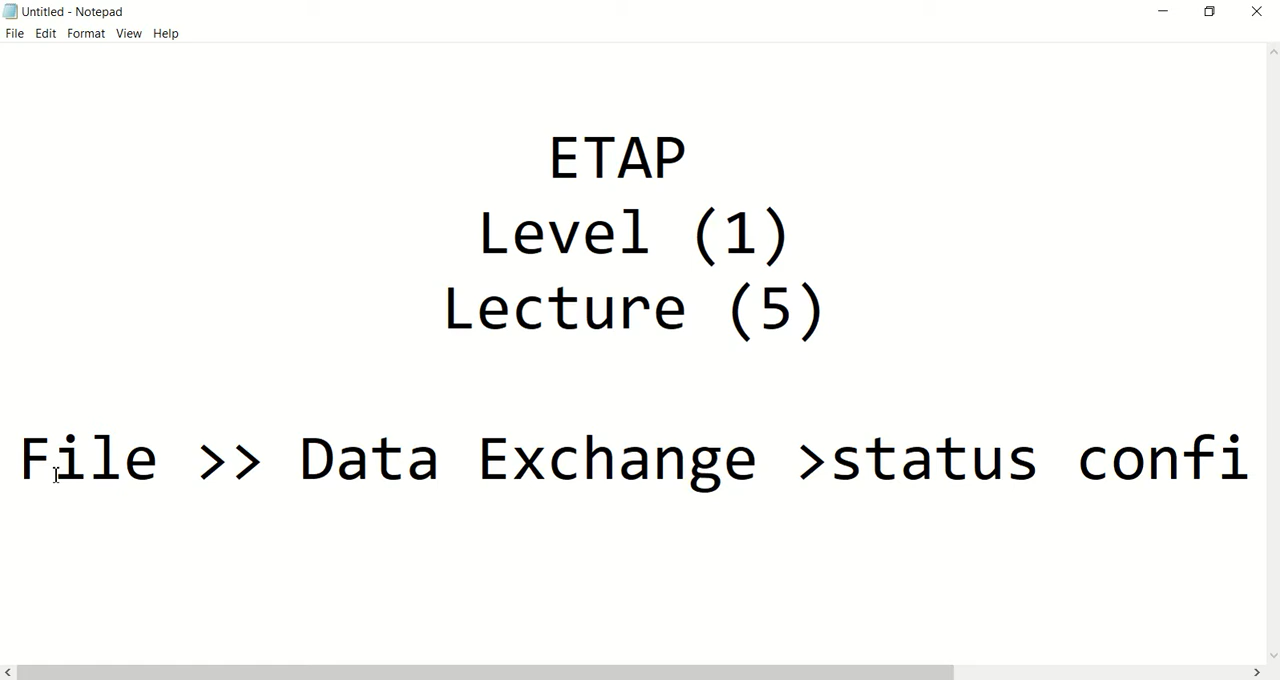 Untitled - Notepad
File Edit Format View Help
ETAP
Level (1)
Lecture (5)
File >> Data Exchange >status confi